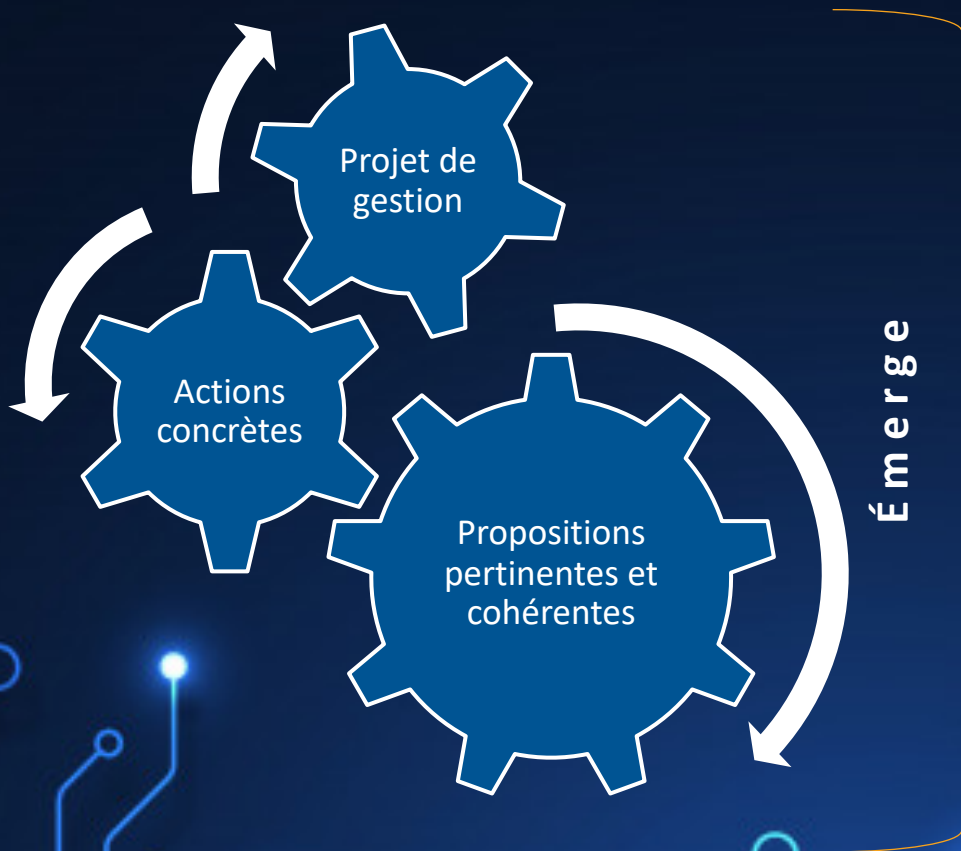 Projet de
gestion
Actions
concrètes
Propositions
pertinentes et
cohérentes
Émerge